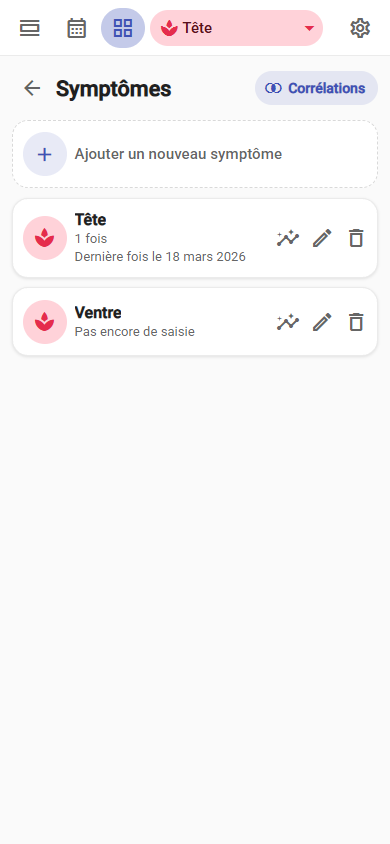 Tête
Symptômes
Corrélations
Ajouter un nouveau symptôme
Tête
1 fois
Dernière fois le 18 mars 2026
Ventre
Pas encore de saisie